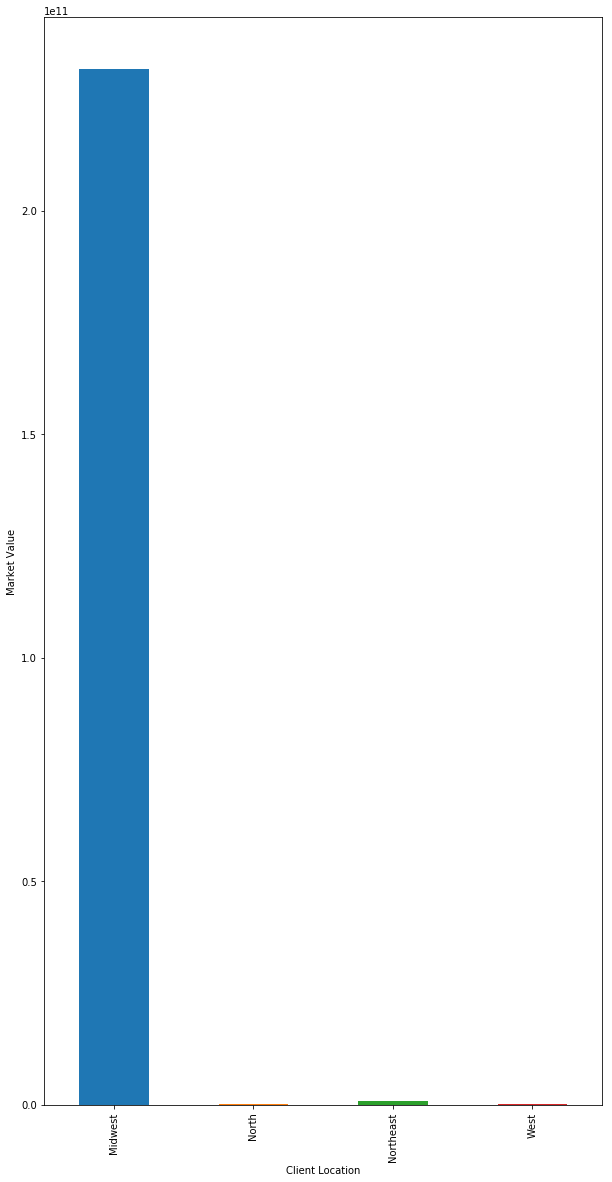 1e11
2.0
1.5
1.0
0.5
0.0
Market Value
Midwest
North
Northeast
West
Client Location